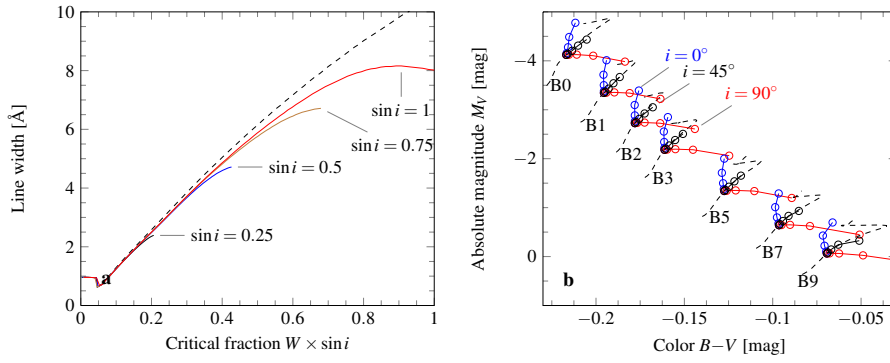 Line width [Å]
10
8
6
4
2
0
0
0.2
0.4
0.6
0.8
1
Critical fraction W × sin i
sin i = 1
sin i = 0.75
sin i = 0.5
sin i = 0.25
a
Absolute magnitude M_V [mag]
−4
−2
0
−0.2
−0.15
−0.1
−0.05
Color B−V [mag]
i = 0°
i = 45°
i = 90°
B0
B1
B2
B3
B5
B7
B9
b